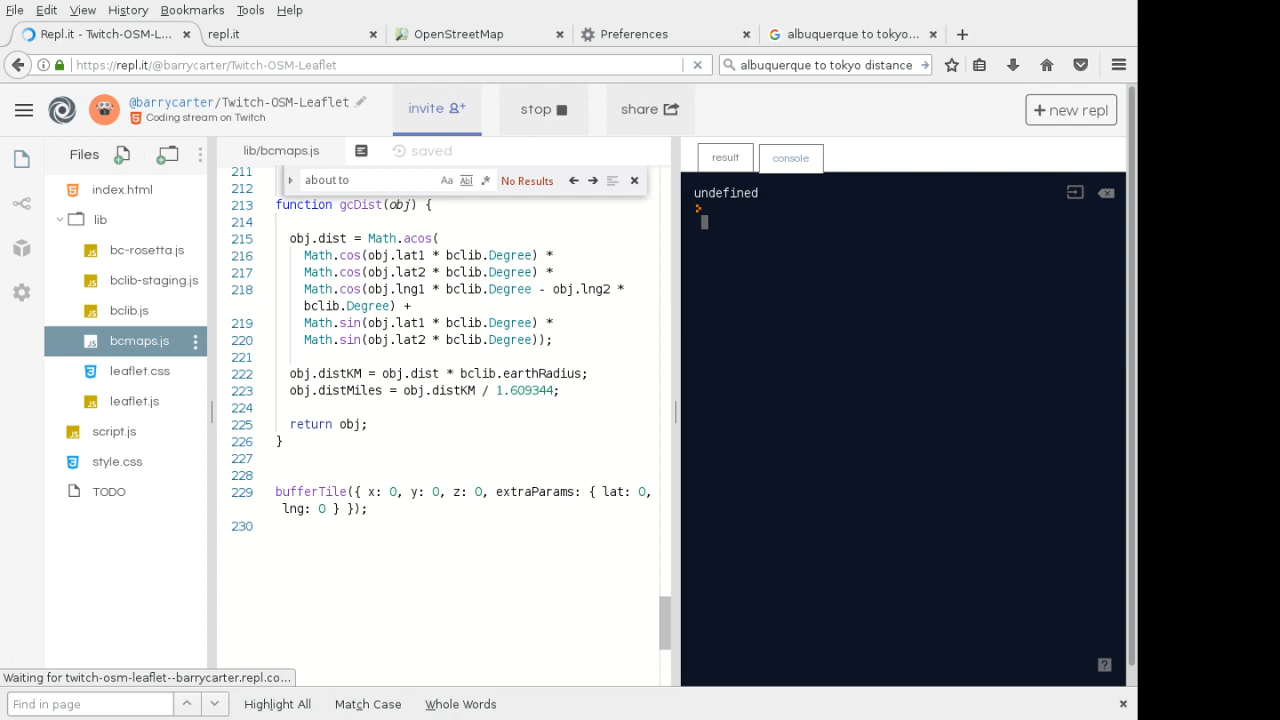 File Edit View History Bookmarks Tools Help
Repl.it - Twitch-OSM-L... × repl.it × OpenStreetMap × Preferences × albuquerque to tokyo... × +
https://repl.it/@barrycarter/Twitch-OSM-Leaflet albuquerque to tokyo distance
@barrycarter/Twitch-OSM-Leaflet
Coding stream on Twitch
invite stop share + new repl
Files
index.html
lib
bc-rosetta.js
bclib-staging.js
bclib.js
bcmaps.js
leaflet.css
leaflet.js
script.js
style.css
TODO
lib/bcmaps.js saved
about to Aa Abl .* No Results
211
212
213 function gcDist(obj) {
214
215 obj.dist = Math.acos(
216 Math.cos(obj.lat1 * bclib.Degree) *
217 Math.cos(obj.lat2 * bclib.Degree) *
218 Math.cos(obj.lng1 * bclib.Degree - obj.lng2 *
bclib.Degree) +
219 Math.sin(obj.lat1 * bclib.Degree) *
220 Math.sin(obj.lat2 * bclib.Degree));
221
222 obj.distKM = obj.dist * bclib.earthRadius;
223 obj.distMiles = obj.distKM / 1.609344;
224
225 return obj;
226 }
227
228
229 bufferTile({ x: 0, y: 0, z: 0, extraParams: { lat: 0,
lng: 0 } });
230
result console
undefined
>
?
Waiting for twitch-osm-leaflet--barrycarter.repl.co...
Find in page Highlight All Match Case Whole Words ×